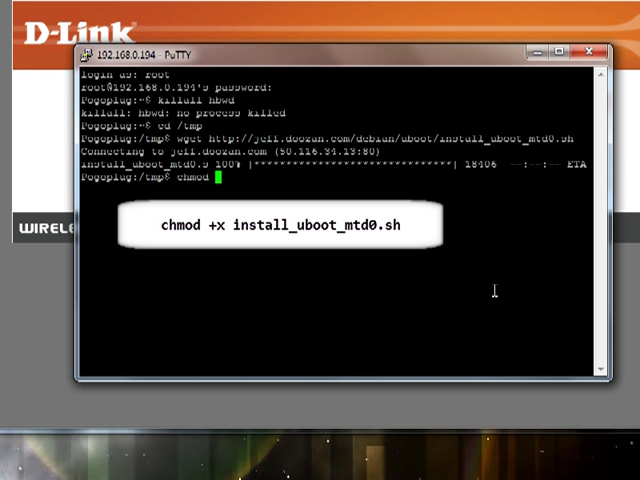 D-Link
192.168.0.194 - PuTTY
login as: root
root@192.168.0.194's password:
Pogoplug:~$ killall hbwd
killall: hbwd: no process killed
Pogoplug:~$ cd /tmp
Pogoplug:/tmp$ wget http://jeff.doozan.com/debian/uboot/install_uboot_mtd0.sh
Connecting to jeff.doozan.com (50.116.34.13:80)
install_uboot_mtd0.s 100% |*******************************| 18406 --:--:-- ETA
Pogoplug:/tmp$ chmod
chmod +x install_uboot_mtd0.sh
WIRELE